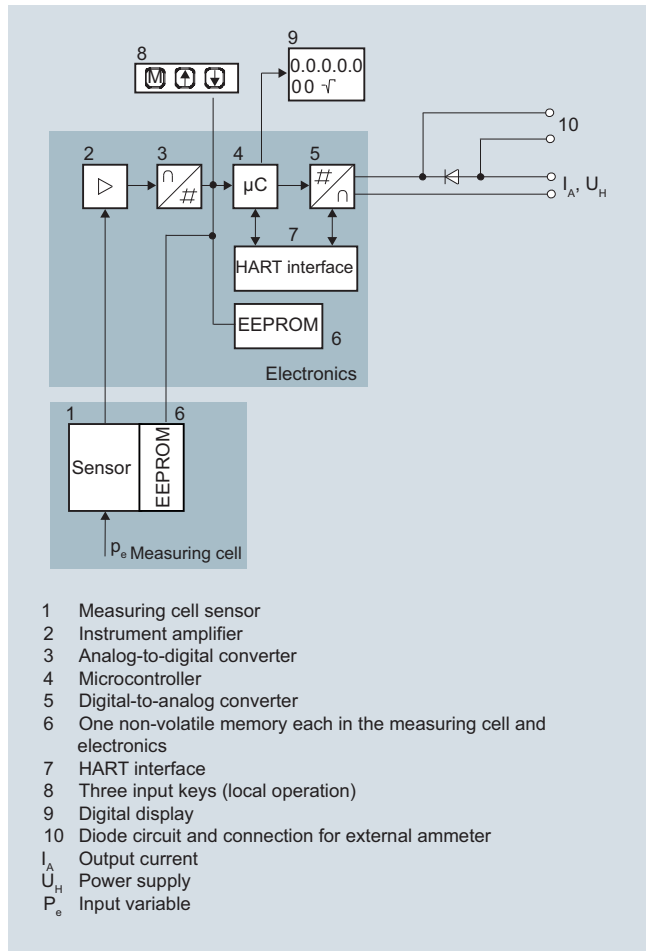 8
M
9
0.0.0.0.0
00 √
10
2
3
4
5
∩
#
µC
#
∩
I_A, U_H
7
HART interface
EEPROM
6
Electronics
1
6
Sensor
EEPROM
p_e Measuring cell
1 Measuring cell sensor
2 Instrument amplifier
3 Analog-to-digital converter
4 Microcontroller
5 Digital-to-analog converter
6 One non-volatile memory each in the measuring cell and
electronics
7 HART interface
8 Three input keys (local operation)
9 Digital display
10 Diode circuit and connection for external ammeter
I_A Output current
U_H Power supply
P_e Input variable